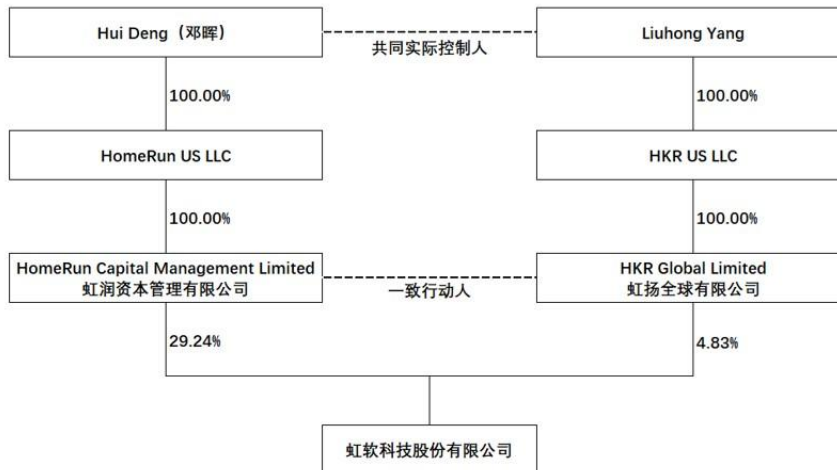 Hui Deng（邓晖）
Liuhong Yang
共同实际控制人
100.00%
100.00%
HomeRun US LLC
HKR US LLC
100.00%
100.00%
HomeRun Capital Management Limited
虹润资本管理有限公司
HKR Global Limited
虹扬全球有限公司
一致行动人
29.24%
4.83%
虹软科技股份有限公司